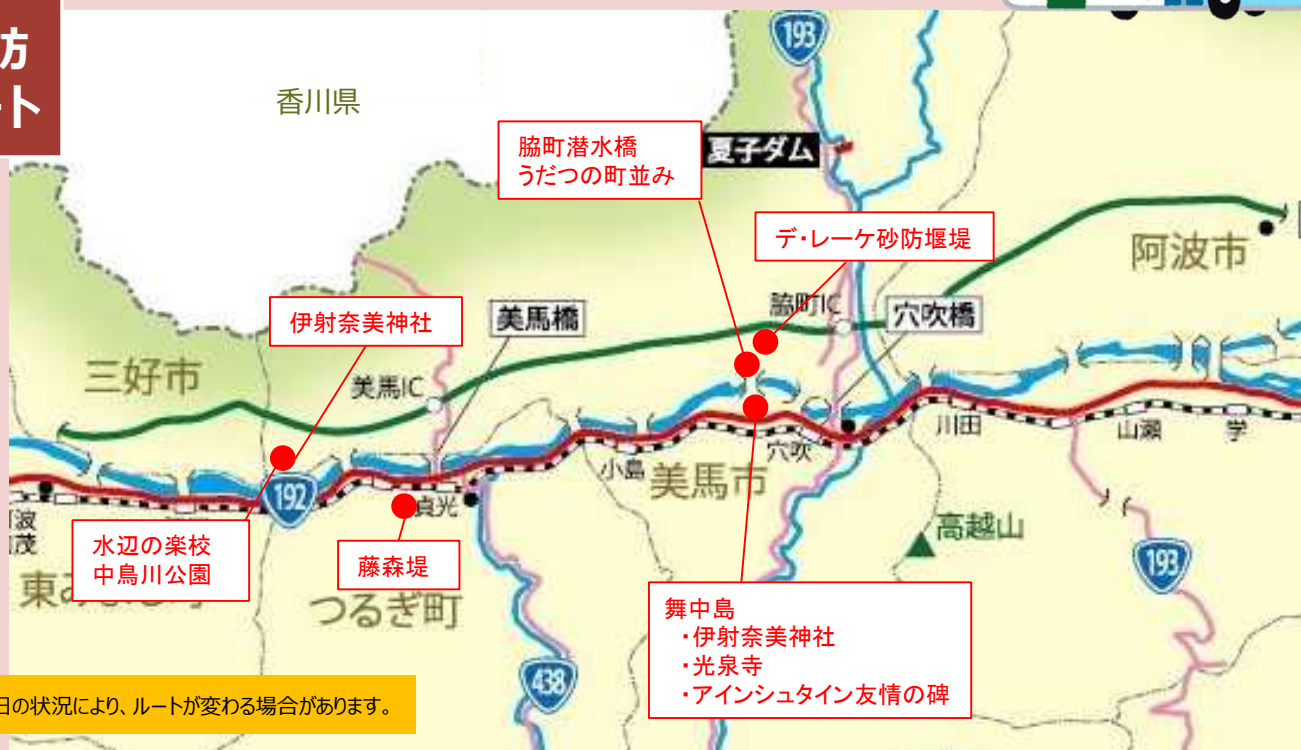 防
ート
香川県
193
脇町潜水橋
うだつの町並み
夏子ダム
デ・レーケ砂防堰堤
阿波市
伊射奈美神社
美馬橋
脇町IC
穴吹橋
三好市
美馬IC
川田
山瀬
学
穴吹
小島
美馬市
192
貞光
水辺の楽校
中鳥川公園
藤森堤
高越山
193
つるぎ町
舞中島
・伊射奈美神社
・光泉寺
・アインシュタイン友情の碑
438
日の状況により、ルートが変わる場合があります。